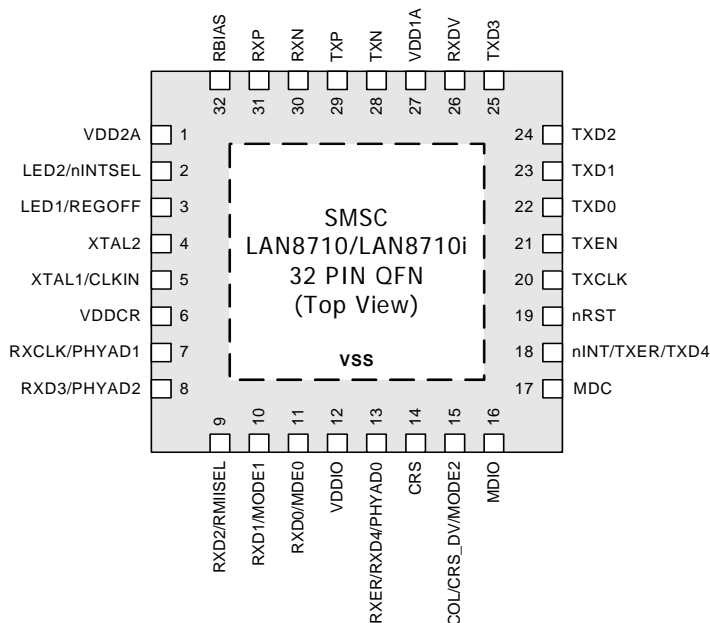 RBIAS
RXP
RXN
TXP
TXN
VDD1A
RXDV
TXD3
32
31
30
29
28
27
26
25
VDD2A 1
LED2/nINTSEL 2
LED1/REGOFF 3
XTAL2 4
XTAL1/CLKIN 5
VDDCR 6
RXCLK/PHYAD1 7
RXD3/PHYAD2 8
SMSC
LAN8710/LAN8710i
32 PIN QFN
(Top View)
VSS
24 TXD2
23 TXD1
22 TXD0
21 TXEN
20 TXCLK
19 nRST
18 nINT/TXER/TXD4
17 MDC
9
10
11
12
13
14
15
16
RXD2/RMIISEL
RXD1/MODE1
RXD0/MDE0
VDDIO
RXER/RXD4/PHYAD0
CRS
COL/CRS_DV/MODE2
MDIO